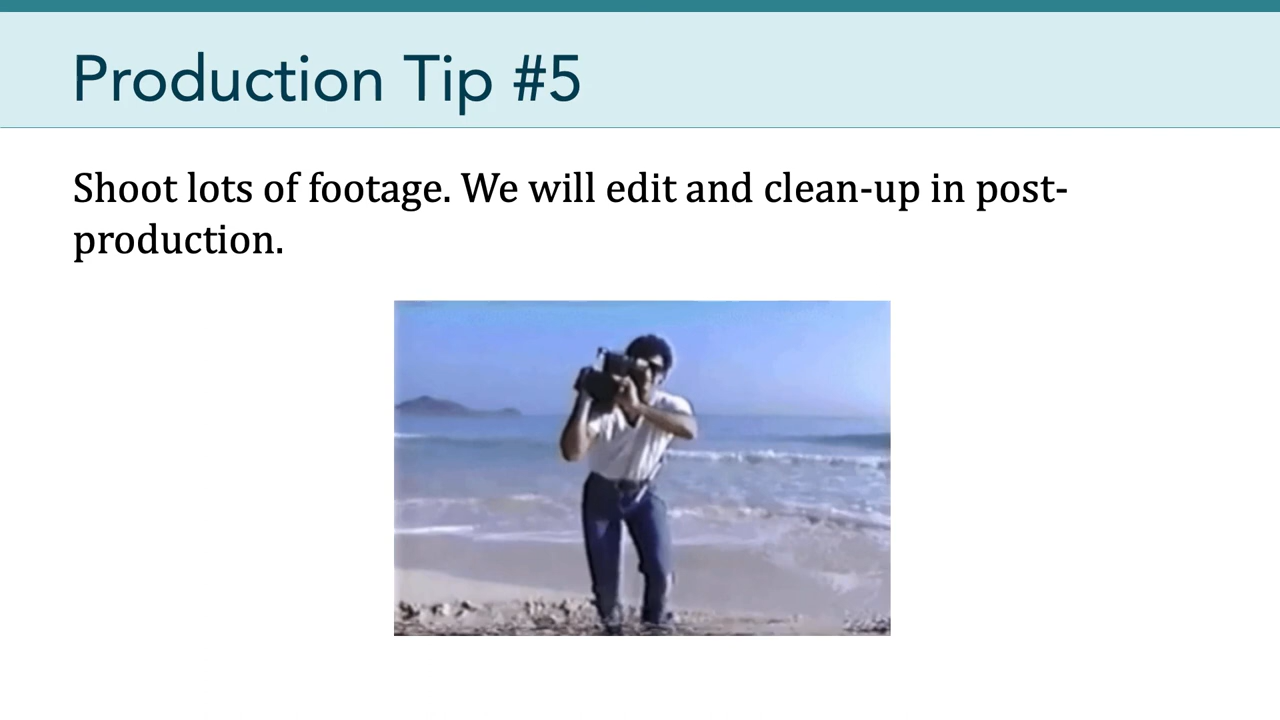 Production Tip #5
Shoot lots of footage. We will edit and clean-up in post-
production.